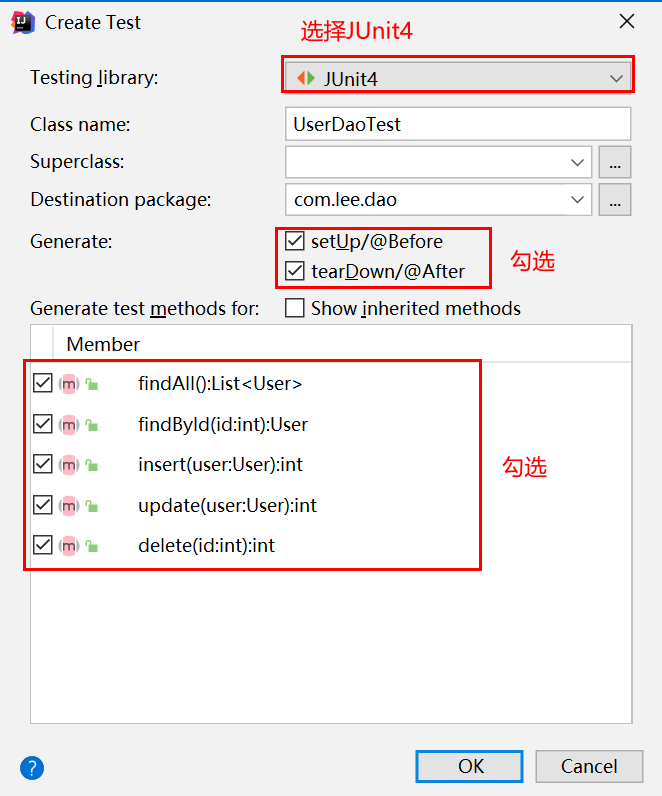 Create Test
选择JUnit4
Testing library:
JUnit4
Class name:
UserDaoTest
Superclass:
...
Destination package:
com.lee.dao
...
Generate:
setUp/@Before
tearDown/@After
勾选
Generate test methods for:
Show inherited methods
Member
m
findAll():List<User>
m
findById(id:int):User
m
insert(user:User):int
勾选
m
update(user:User):int
m
delete(id:int):int
?
OK
Cancel